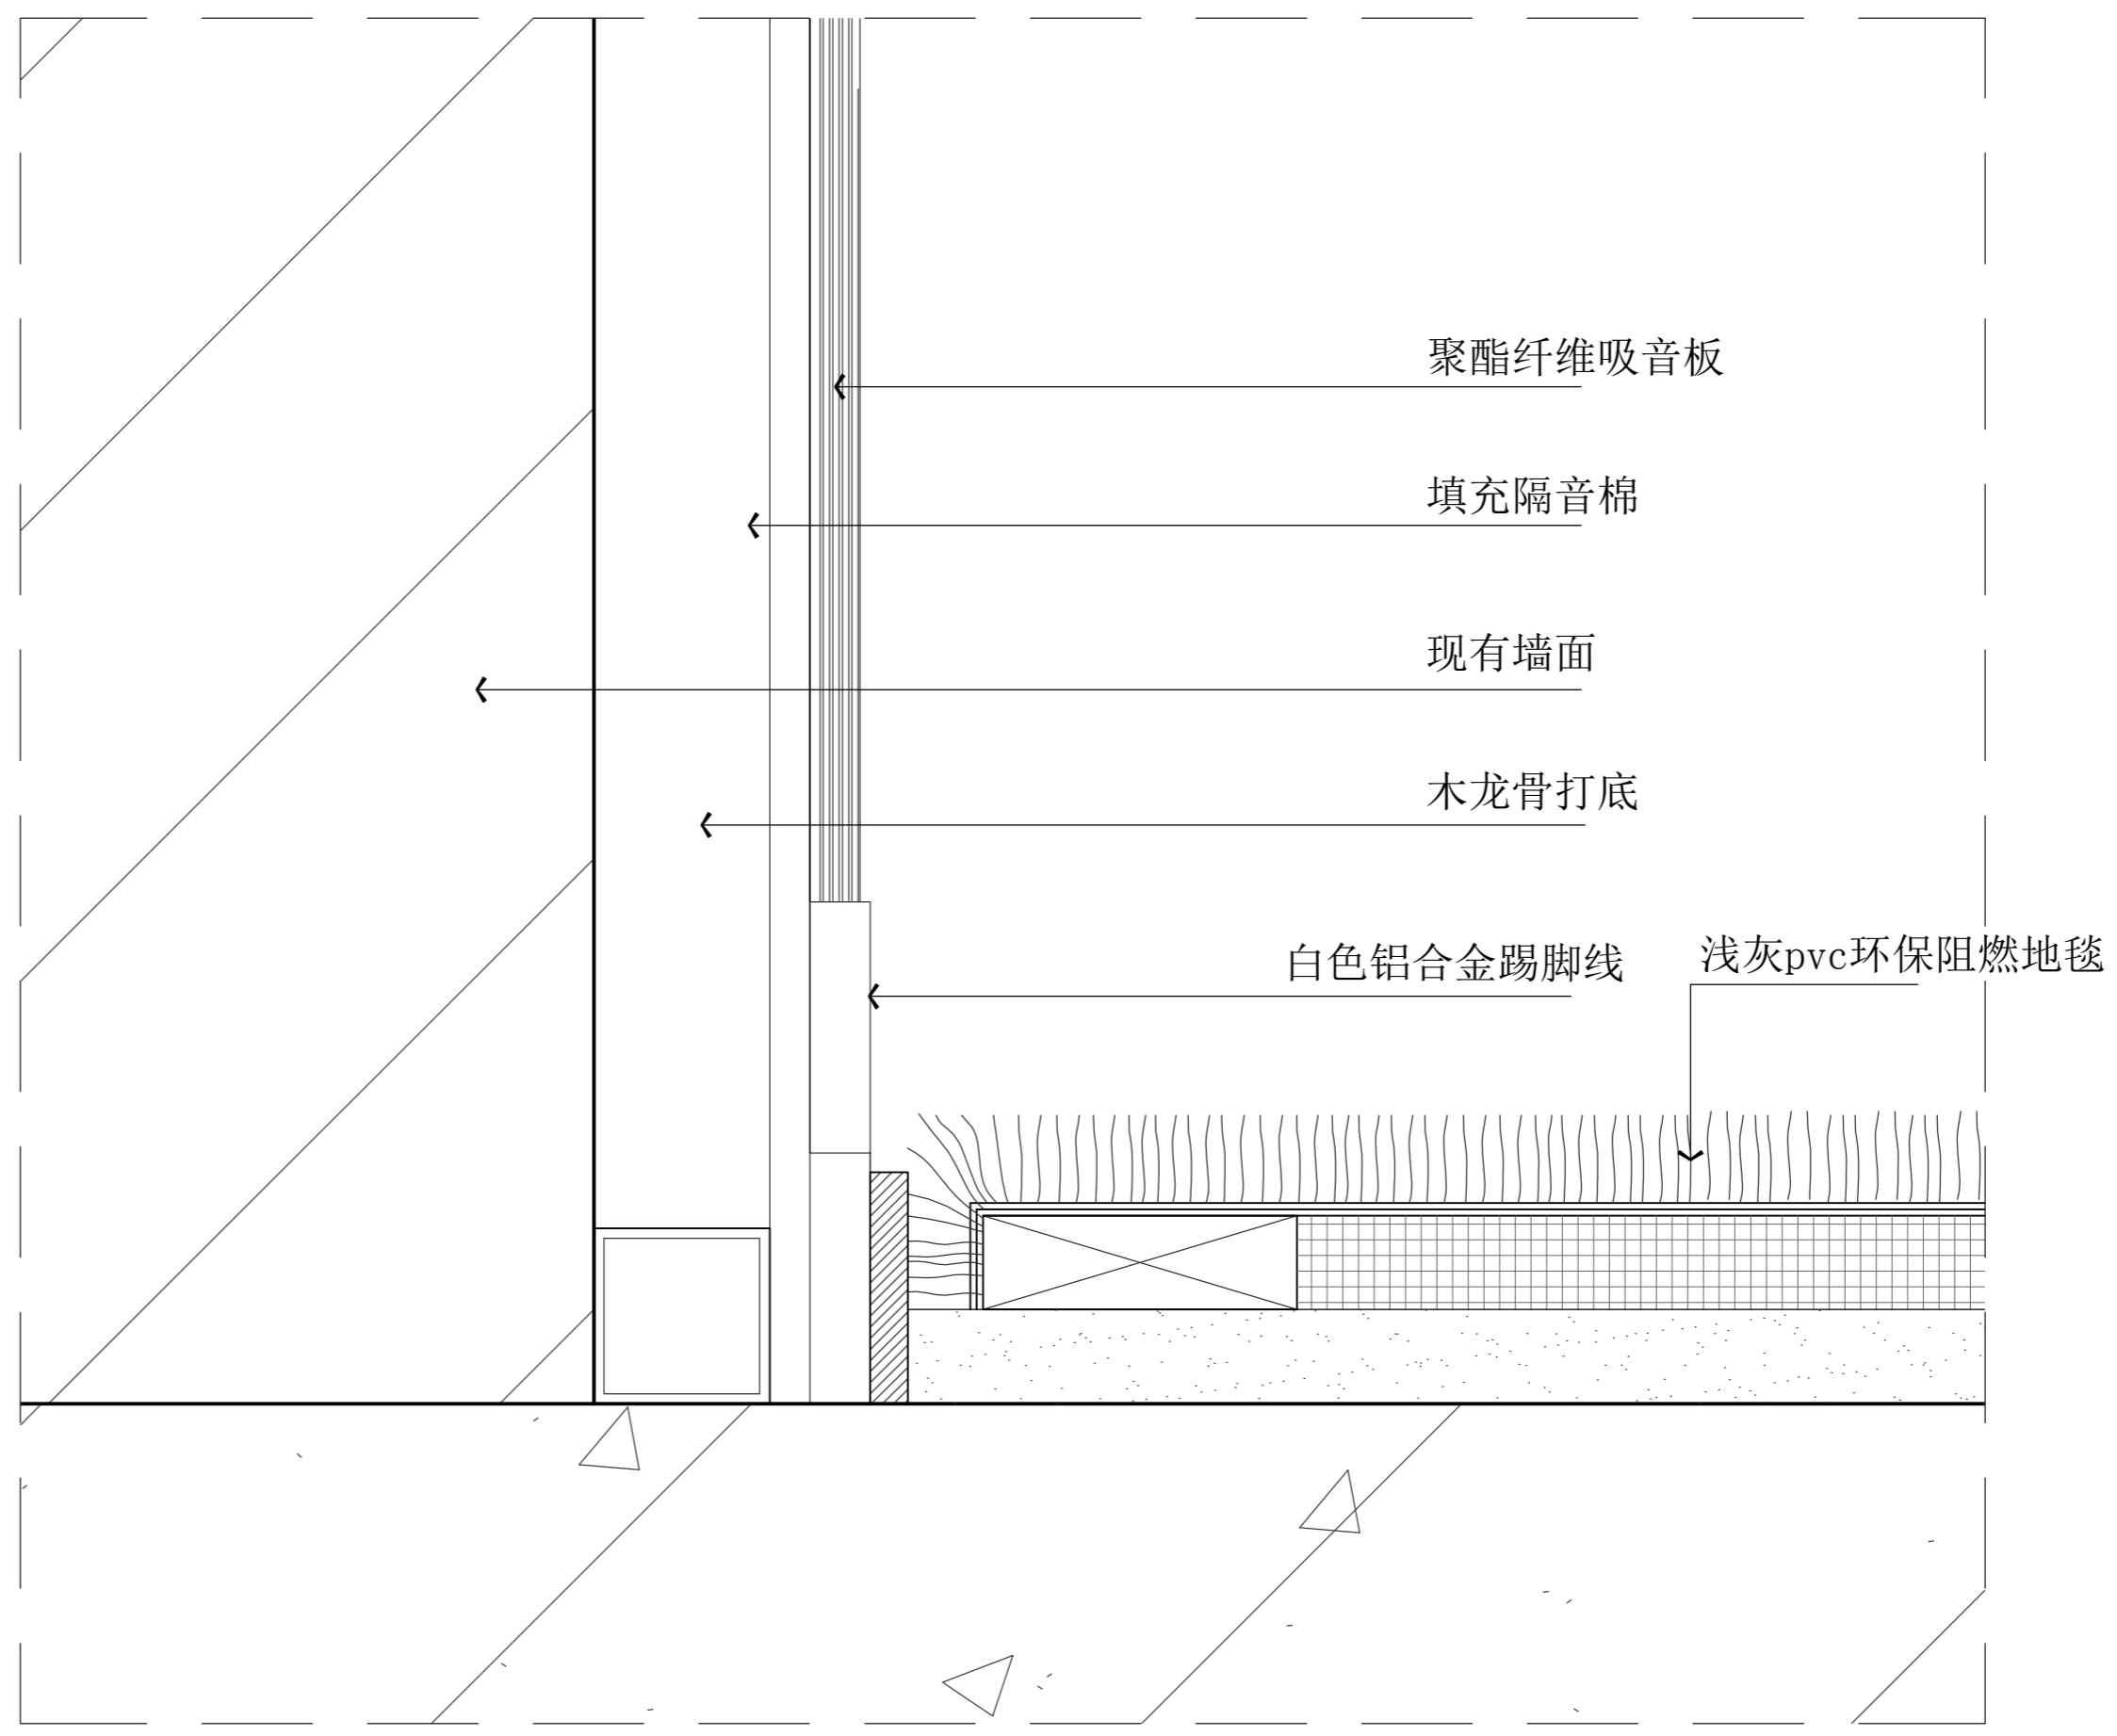 聚酯纤维吸音板
填充隔音棉
现有墙面
木龙骨打底
白色铝合金踢脚线
浅灰pvc环保阻燃地毯